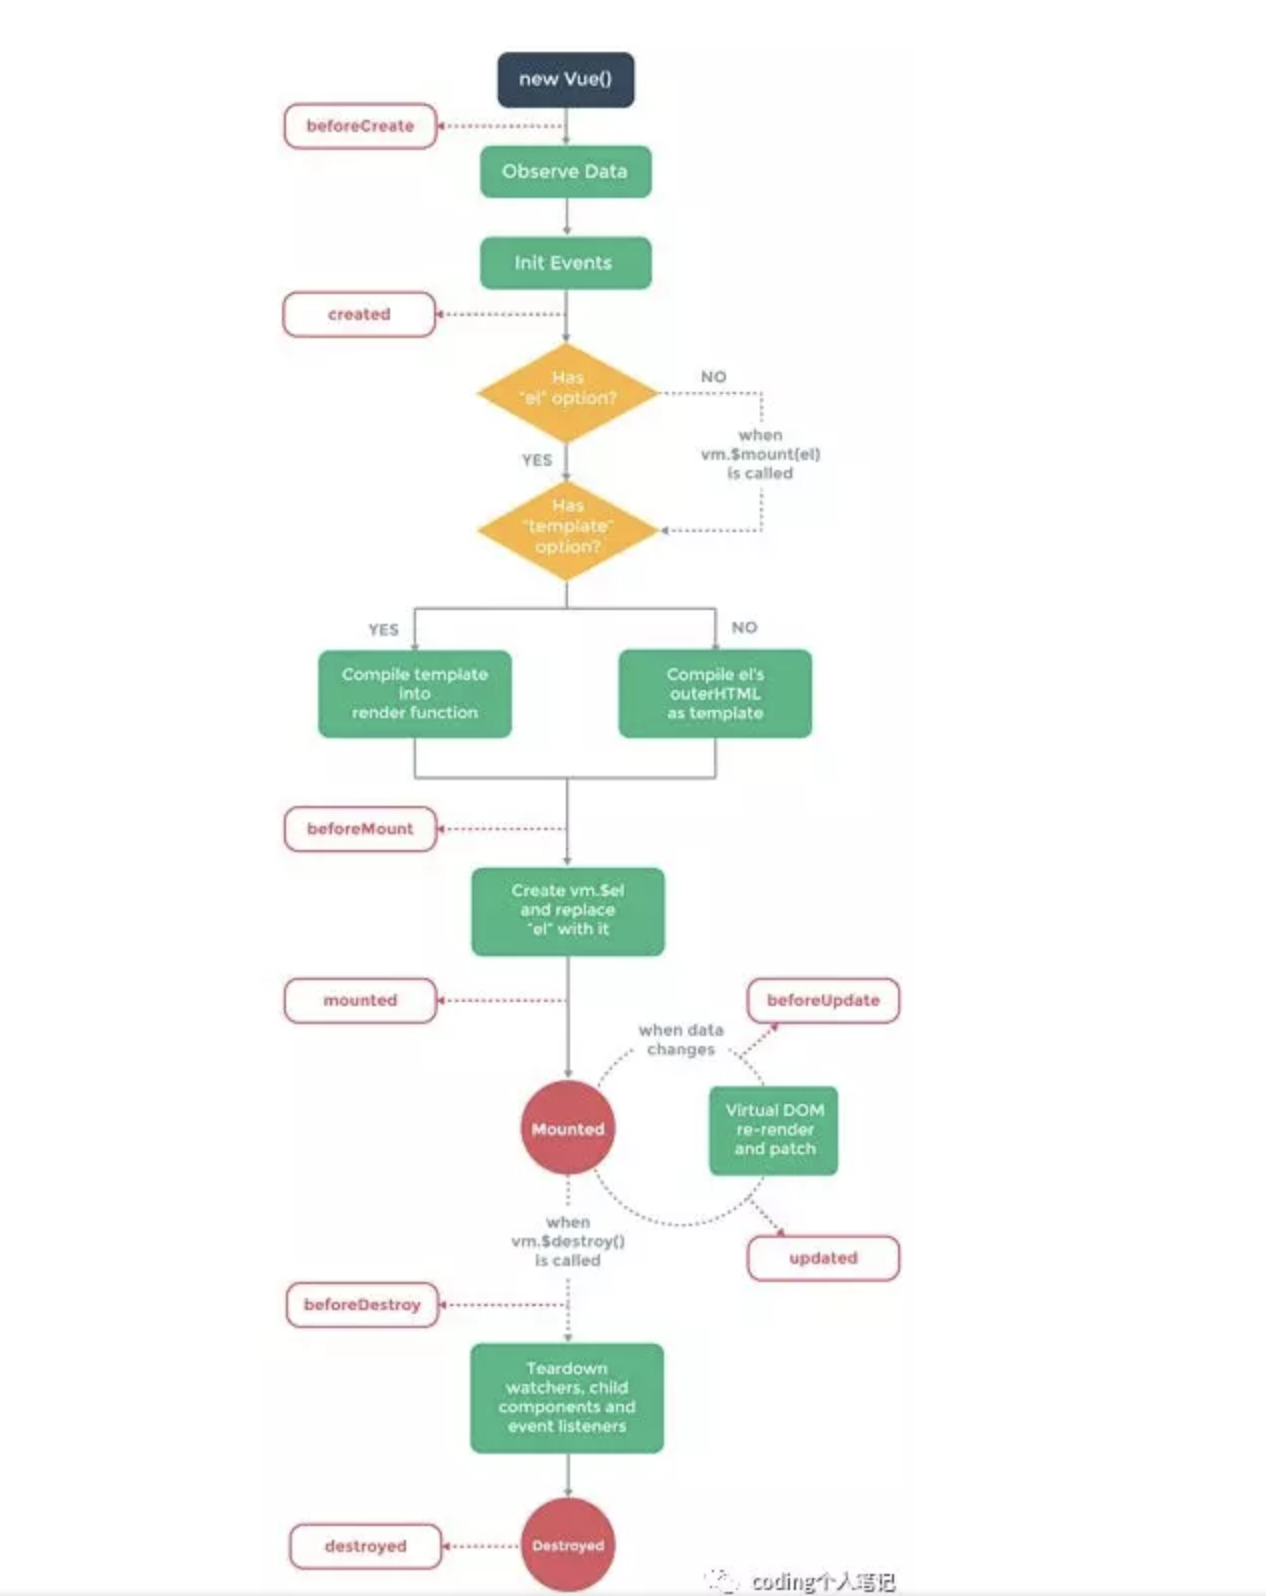 new Vue()
beforeCreate
Observe Data
Init Events
created
Has
"el" option?
NO
when
vm.$mount(el)
is called
YES
Has
"template"
option?
YES
NO
Compile template
into
render function
Compile el's
outerHTML
as template
beforeMount
Create vm.$el
and replace
"el" with it
mounted
beforeUpdate
when data
changes
Mounted
Virtual DOM
re-render
and patch
when
vm.$destroy()
is called
updated
beforeDestroy
Teardown
watchers, child
components and
event listeners
destroyed
Destroyed
coding个人笔记